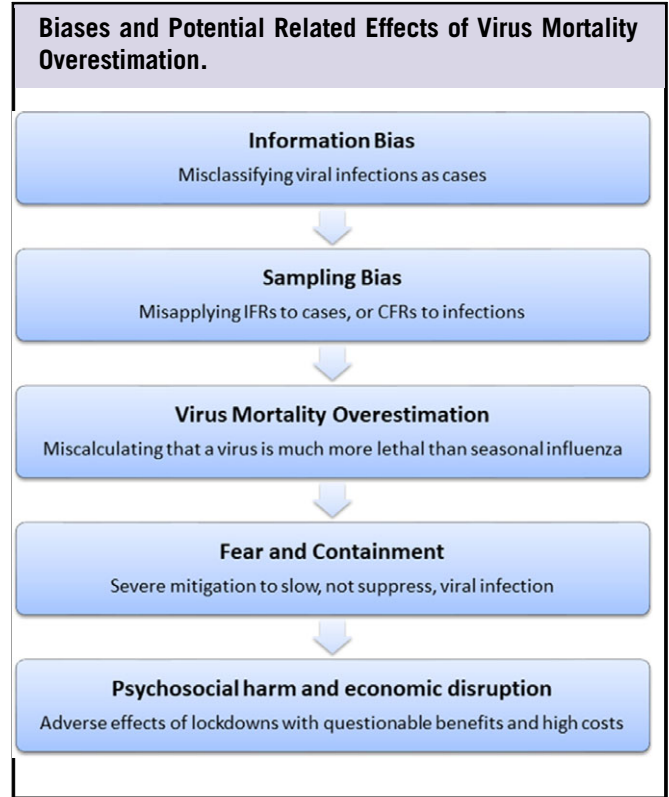 Biases and Potential Related Effects of Virus Mortality
Overestimation.
Information Bias
Misclassifying viral infections as cases
Sampling Bias
Misapplying IFRs to cases, or CFRs to infections
Virus Mortality Overestimation
Miscalculating that a virus is much more lethal than seasonal influenza
Fear and Containment
Severe mitigation to slow, not suppress, viral infection
Psychosocial harm and economic disruption
Adverse effects of lockdowns with questionable benefits and high costs